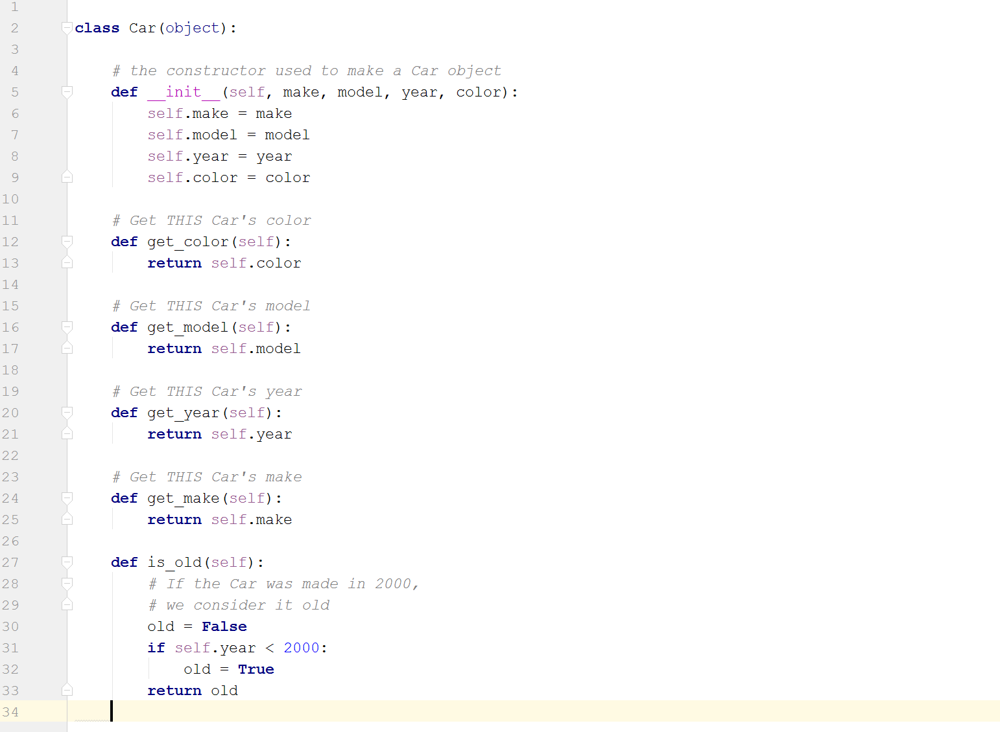 1
2 class Car(object):
3
4 # the constructor used to make a Car object
5 def __init__(self, make, model, year, color):
6 self.make = make
7 self.model = model
8 self.year = year
9 self.color = color
10
11 # Get THIS Car's color
12 def get_color(self):
13 return self.color
14
15 # Get THIS Car's model
16 def get_model(self):
17 return self.model
18
19 # Get THIS Car's year
20 def get_year(self):
21 return self.year
22
23 # Get THIS Car's make
24 def get_make(self):
25 return self.make
26
27 def is_old(self):
28 # If the Car was made in 2000,
29 # we consider it old
30 old = False
31 if self.year < 2000:
32 old = True
33 return old
34